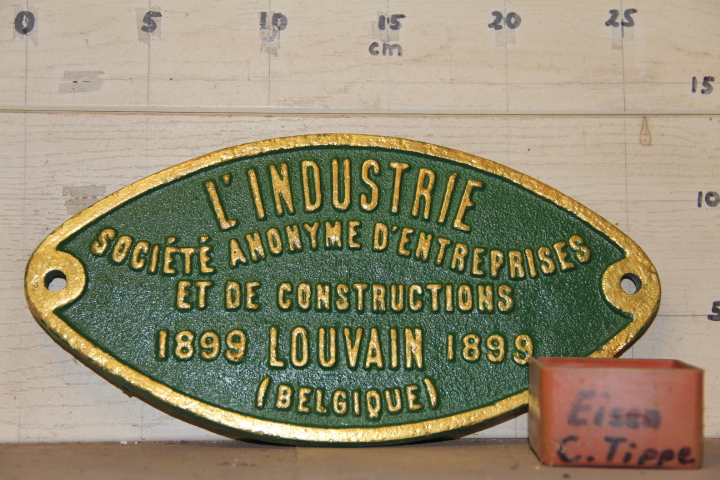 0 5 10 15 20 25
cm
15
10
5
L'INDUSTRIE
SOCIÉTÉ ANONYME D'ENTREPRISES
ET DE CONSTRUCTIONS
1899 LOUVAIN 1899
(BELGIQUE)
Eisen
C. Tippe